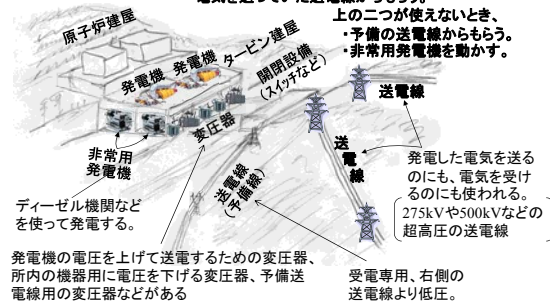 電気を送っていた送電線からもらう。
上の二つが使えないとき、
・予備の送電線からもらう。
・非常用発電機を動かす。
原子炉建屋
発電機
発電機
タービン建屋
開閉設備
(スイッチなど)
送電線
変圧器
非常用
発電機
送電線
(予備線)
送電線
ディーゼル機関など
を使って発電する。
発電した電気を送る
のにも、電気を受け
るのにも使われる。
275kVや500kVなどの
超高圧の送電線
発電機の電圧を上げて送電するための変圧器、
所内の機器用に電圧を下げる変圧器、予備送
電線用の変圧器などがある
受電専用、右側の
送電線より低圧。